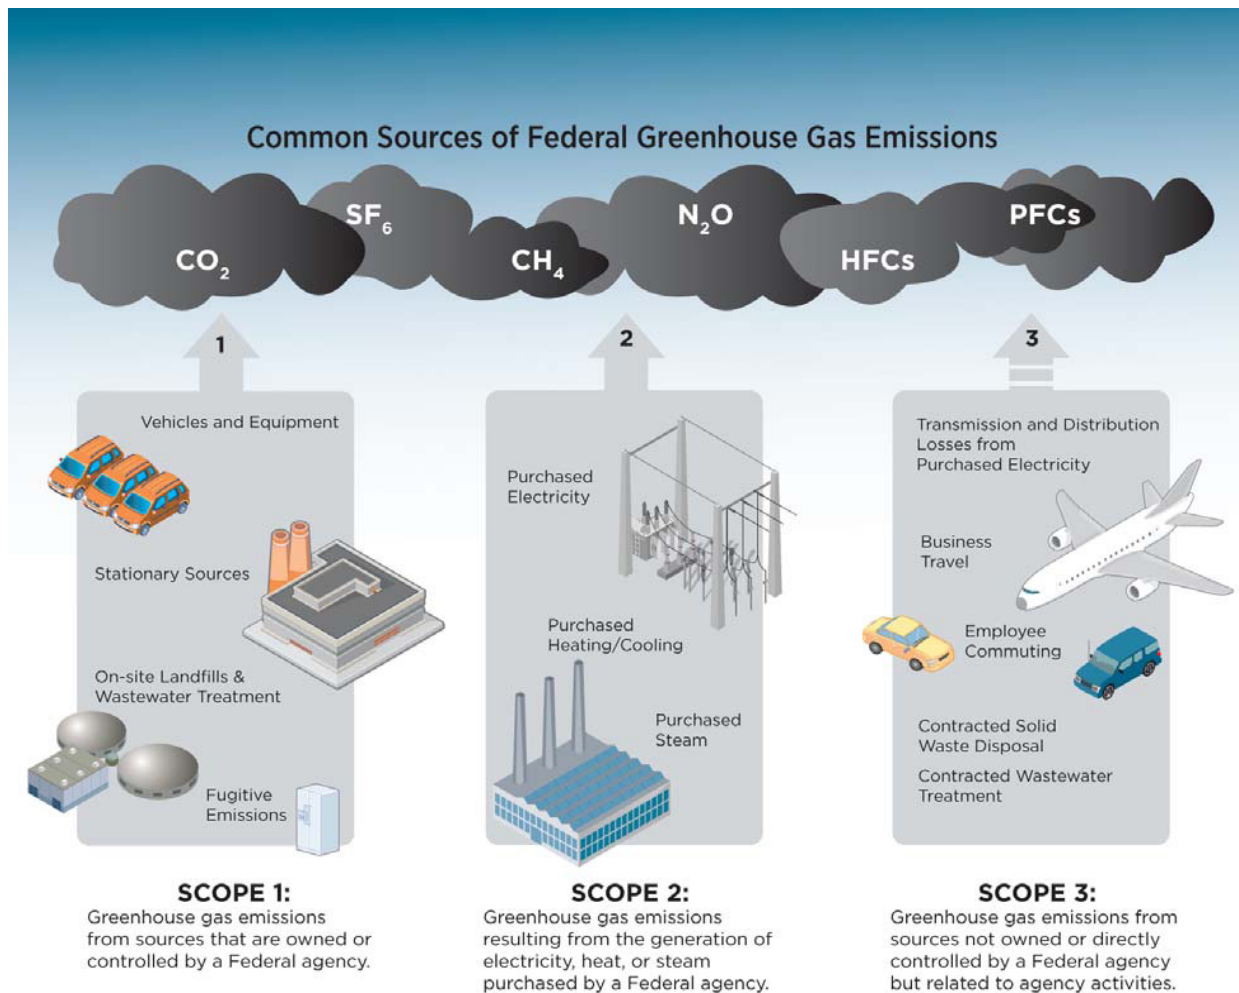 Common Sources of Federal Greenhouse Gas Emissions
CO2
SF6
CH4
N2O
HFCs
PFCs
1
2
3
Vehicles and Equipment
Stationary Sources
On-site Landfills &
Wastewater Treatment
Fugitive
Emissions
Purchased
Electricity
Purchased
Heating/Cooling
Purchased
Steam
Transmission and Distribution
Losses from
Purchased Electricity
Business
Travel
Employee
Commuting
Contracted Solid
Waste Disposal
Contracted Wastewater
Treatment
SCOPE 1:
Greenhouse gas emissions
from sources that are owned or
controlled by a Federal agency.
SCOPE 2:
Greenhouse gas emissions
resulting from the generation of
electricity, heat, or steam
purchased by a Federal agency.
SCOPE 3:
Greenhouse gas emissions from
sources not owned or directly
controlled by a Federal agency
but related to agency activities.